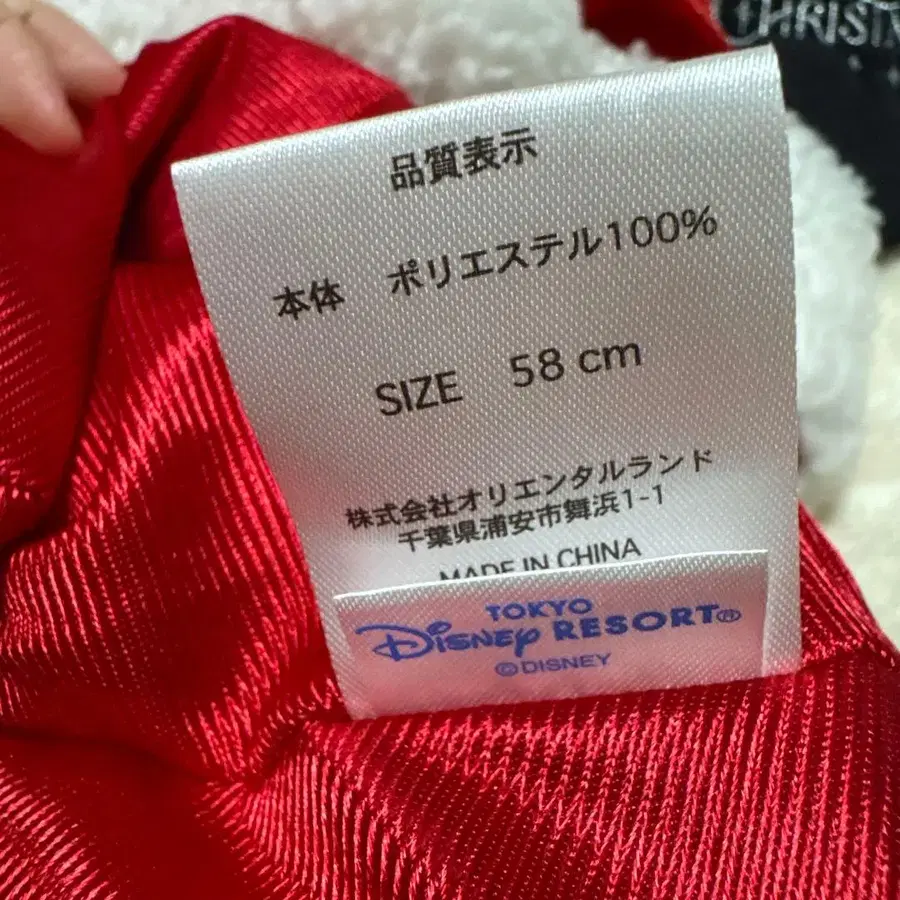 CHRIST
品質表示
本体 ポリエステル100%
SIZE 58 cm
株式会社オリエンタルランド
千葉県浦安市舞浜1-1
MADE IN CHINA
TOKYO
Disney RESORT®
©DISNEY